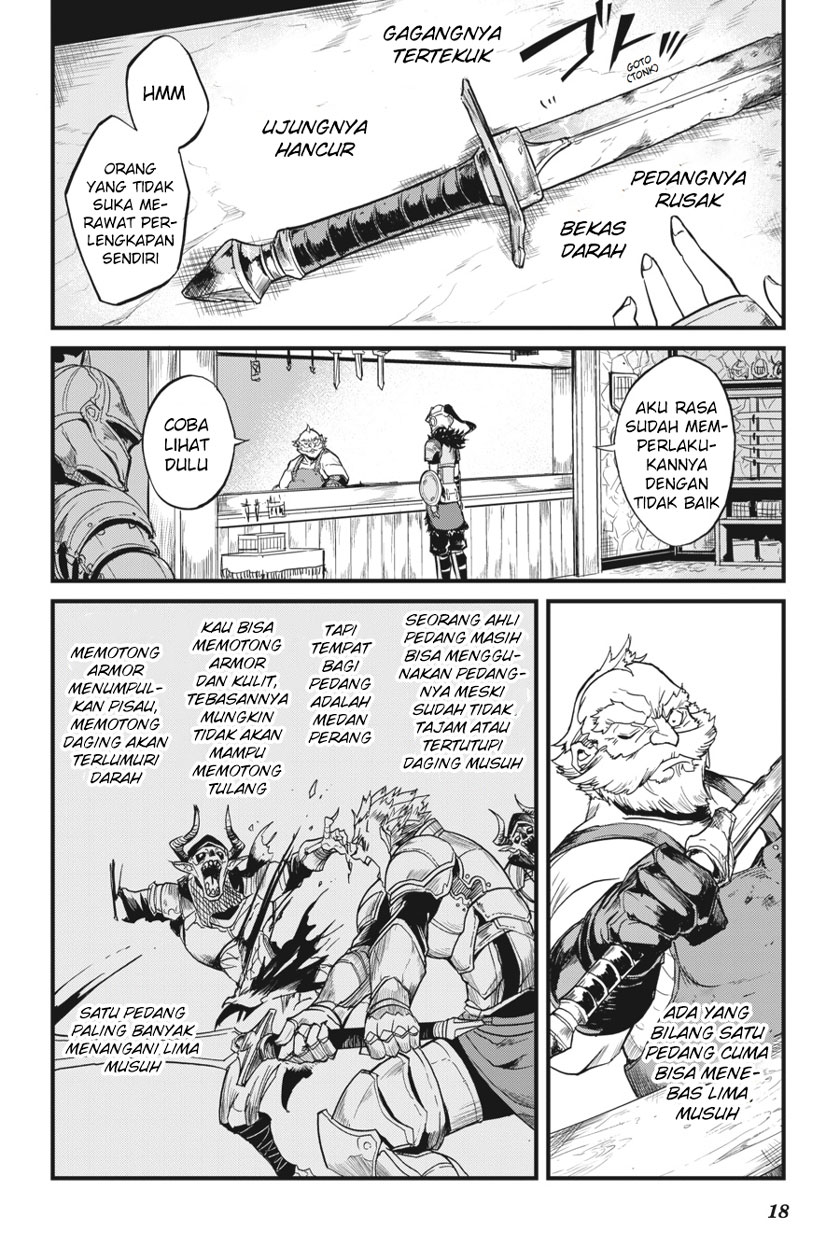 ゴトッ
GOTO
(TONK)
PEDANGNYA
RUSAK
BEKAS
DARAH
GAGANGNYA
TERTEKUK
UJUNGNYA
HANCUR
HMM
ORANG
YANG TIDAK
SUKA ME-
RAWAT PER-
LENGKAPAN
SENDIRI
AKU RASA
SUDAH MEM-
PERLAKU-
KANNYA
DENGAN
TIDAK BAIK
COBA
LIHAT
DULU
ADA YANG
BILANG SATU
PEDANG CUMA
BISA MENE-
BAS LIMA
MUSUH
SEORANG AHLI
PEDANG MASIH
BISA MENGGU-
NAKAN PEDANG-
NYA MESKI
SUDAH TIDAK
TAJAM ATAU
TERTUTUPI
DAGING MUSUH
TAPI
TEMPAT
BAGI
PEDANG
ADALAH
MEDAN
PERANG
KAU BISA
MEMOTONG
ARMOR
DAN KULIT,
TEBASANNYA
MUNGKIN
TIDAK AKAN
MAMPU
MEMOTONG
TULANG
MEMOTONG
ARMOR
MENUMPUL-
KAN PISAU,
MEMOTONG
DAGING AKAN
TERLUMURI
DARAH
SATU PEDANG
PALING BANYAK
MENANGANI LIMA
MUSUH
18